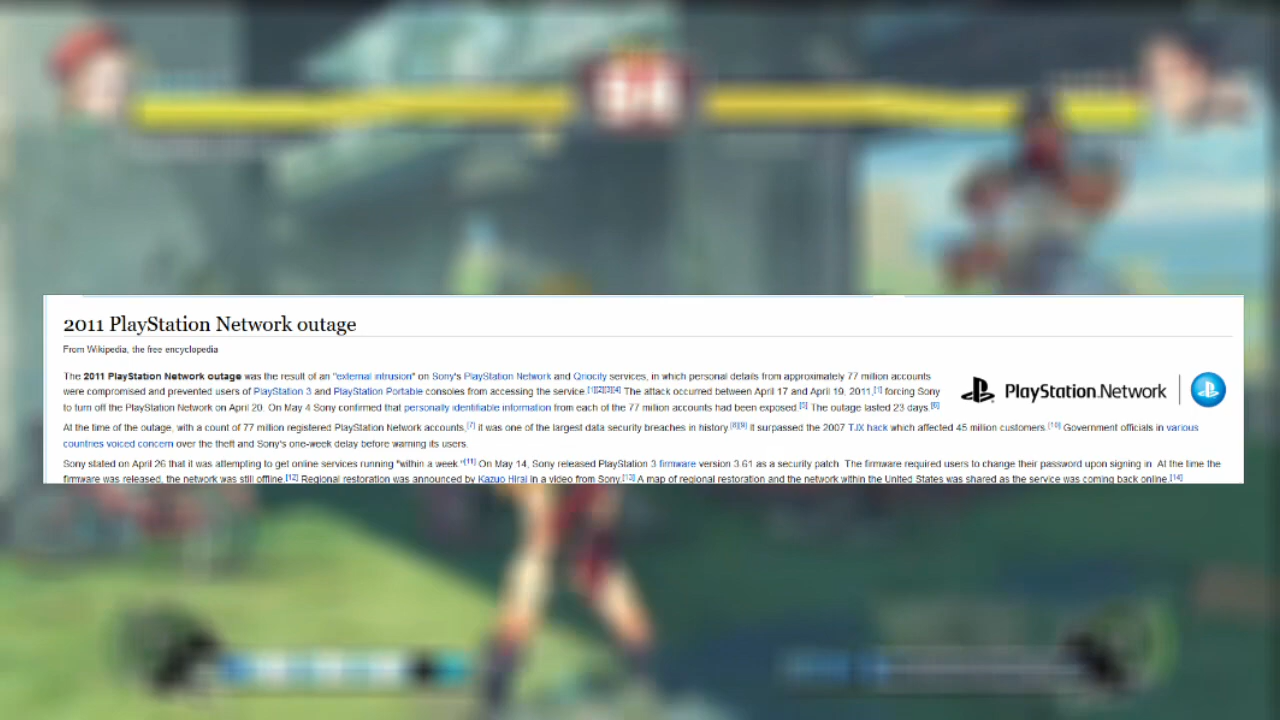 2011 PlayStation Network outage
From Wikipedia, the free encyclopedia
The 2011 PlayStation Network outage was the result of an "external intrusion" on Sony's PlayStation Network and Qriocity services, in which personal details from approximately 77 million accounts
were compromised and prevented users of PlayStation 3 and PlayStation Portable consoles from accessing the service.[1][2][3][4] The attack occurred between April 17 and April 19, 2011,[1] forcing Sony
to turn off the PlayStation Network on April 20. On May 4 Sony confirmed that personally identifiable information from each of the 77 million accounts had been exposed.[5] The outage lasted 23 days.[6]
PlayStation.Network
At the time of the outage, with a count of 77 million registered PlayStation Network accounts,[7] it was one of the largest data security breaches in history.[8][9] It surpassed the 2007 TJX hack which affected 45 million customers.[10] Government officials in various
countries voiced concern over the theft and Sony's one-week delay before warning its users.
Sony stated on April 26 that it was attempting to get online services running "within a week."[11] On May 14, Sony released PlayStation 3 firmware version 3.61 as a security patch. The firmware required users to change their password upon signing in. At the time the
firmware was released, the network was still offline.[12] Regional restoration was announced by Kazuo Hirai in a video from Sony.[13] A map of regional restoration and the network within the United States was shared as the service was coming back online.[14]